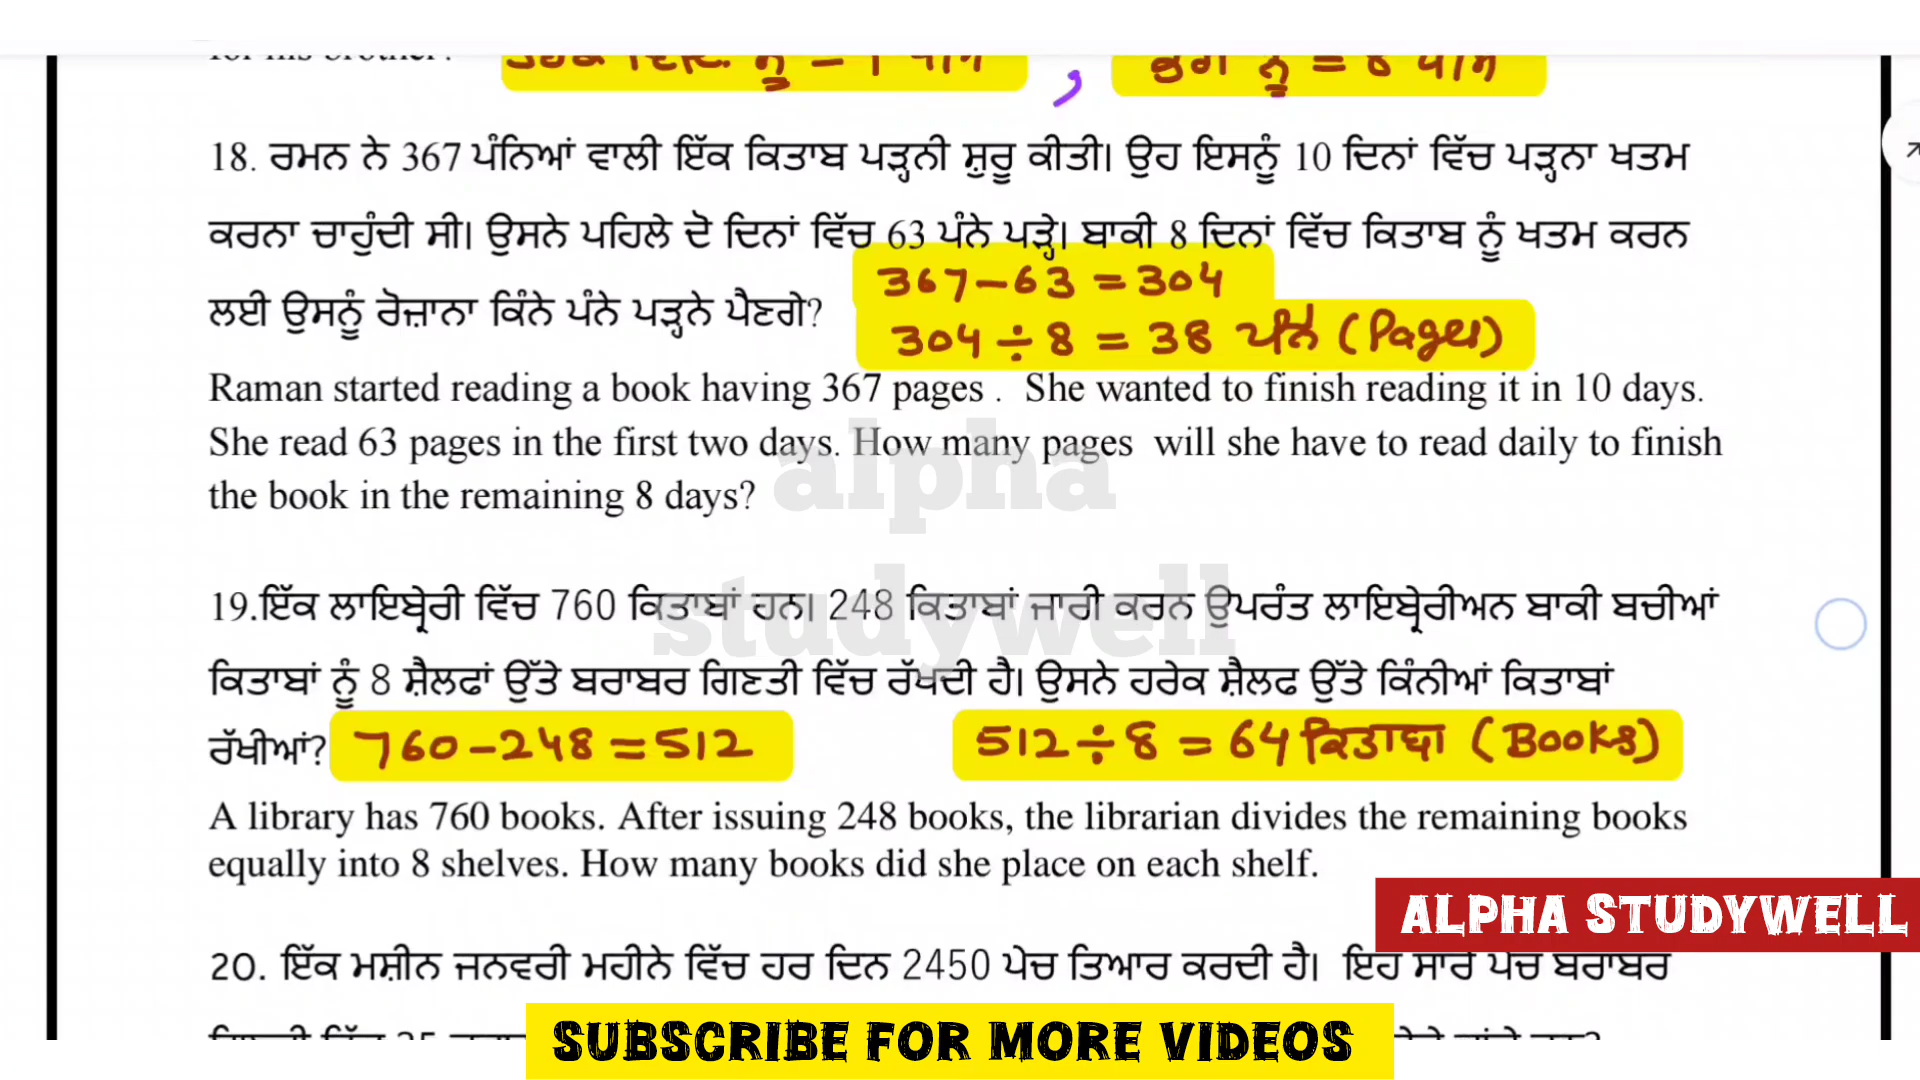 for his brother?
18. ਰਮਨ ਨੇ 367 ਪੰਨਿਆਂ ਵਾਲੀ ਇੱਕ ਕਿਤਾਬ ਪੜ੍ਹਨੀ ਸ਼ੁਰੂ ਕੀਤੀ। ਉਹ ਇਸਨੂੰ 10 ਦਿਨਾਂ ਵਿੱਚ ਪੜ੍ਹਨਾ ਖਤਮ
ਕਰਨਾ ਚਾਹੁੰਦੀ ਸੀ। ਉਸਨੇ ਪਹਿਲੇ ਦੋ ਦਿਨਾਂ ਵਿੱਚ 63 ਪੰਨੇ ਪੜ੍ਹੇ। ਬਾਕੀ 8 ਦਿਨਾਂ ਵਿੱਚ ਕਿਤਾਬ ਨੂੰ ਖਤਮ ਕਰਨ
367-63 = 304
ਲਈ ਉਸਨੂੰ ਰੋਜ਼ਾਨਾ ਕਿੰਨੇ ਪੰਨੇ ਪੜ੍ਹਨੇ ਪੈਣਗੇ?
304 ÷ 8 = 38 ਪੰਨੇ (Pages)
Raman started reading a book having 367 pages . She wanted to finish reading it in 10 days.
She read 63 pages in the first two days. How many pages will she have to read daily to finish
the book in the remaining 8 days?
alpha
studywell
19.ਇੱਕ ਲਾਇਬ੍ਰੇਰੀ ਵਿੱਚ 760 ਕਿਤਾਬਾਂ ਹਨ। 248 ਕਿਤਾਬਾਂ ਜਾਰੀ ਕਰਨ ਉਪਰੰਤ ਲਾਇਬ੍ਰੇਰੀਅਨ ਬਾਕੀ ਬਚੀਆਂ
ਕਿਤਾਬਾਂ ਨੂੰ 8 ਸ਼ੈਲਫਾਂ ਉੱਤੇ ਬਰਾਬਰ ਗਿਣਤੀ ਵਿੱਚ ਰੱਖਦੀ ਹੈ। ਉਸਨੇ ਹਰੇਕ ਸ਼ੈਲਫ ਉੱਤੇ ਕਿੰਨੀਆਂ ਕਿਤਾਬਾਂ
ਰੱਖੀਆਂ? 760-248 = 512 512 ÷ 8 = 64 ਕਿਤਾਬਾਂ (Books)
A library has 760 books. After issuing 248 books, the librarian divides the remaining books
equally into 8 shelves. How many books did she place on each shelf.
ALPHA STUDYWELL
20. ਇੱਕ ਮਸ਼ੀਨ ਜਨਵਰੀ ਮਹੀਨੇ ਵਿੱਚ ਹਰ ਦਿਨ 2450 ਪੇਚ ਤਿਆਰ ਕਰਦੀ ਹੈ। ਇਹ ਸਾਰੇ ਪੇਚ ਬਰਾਬਰ
SUBSCRIBE FOR MORE VIDEOS